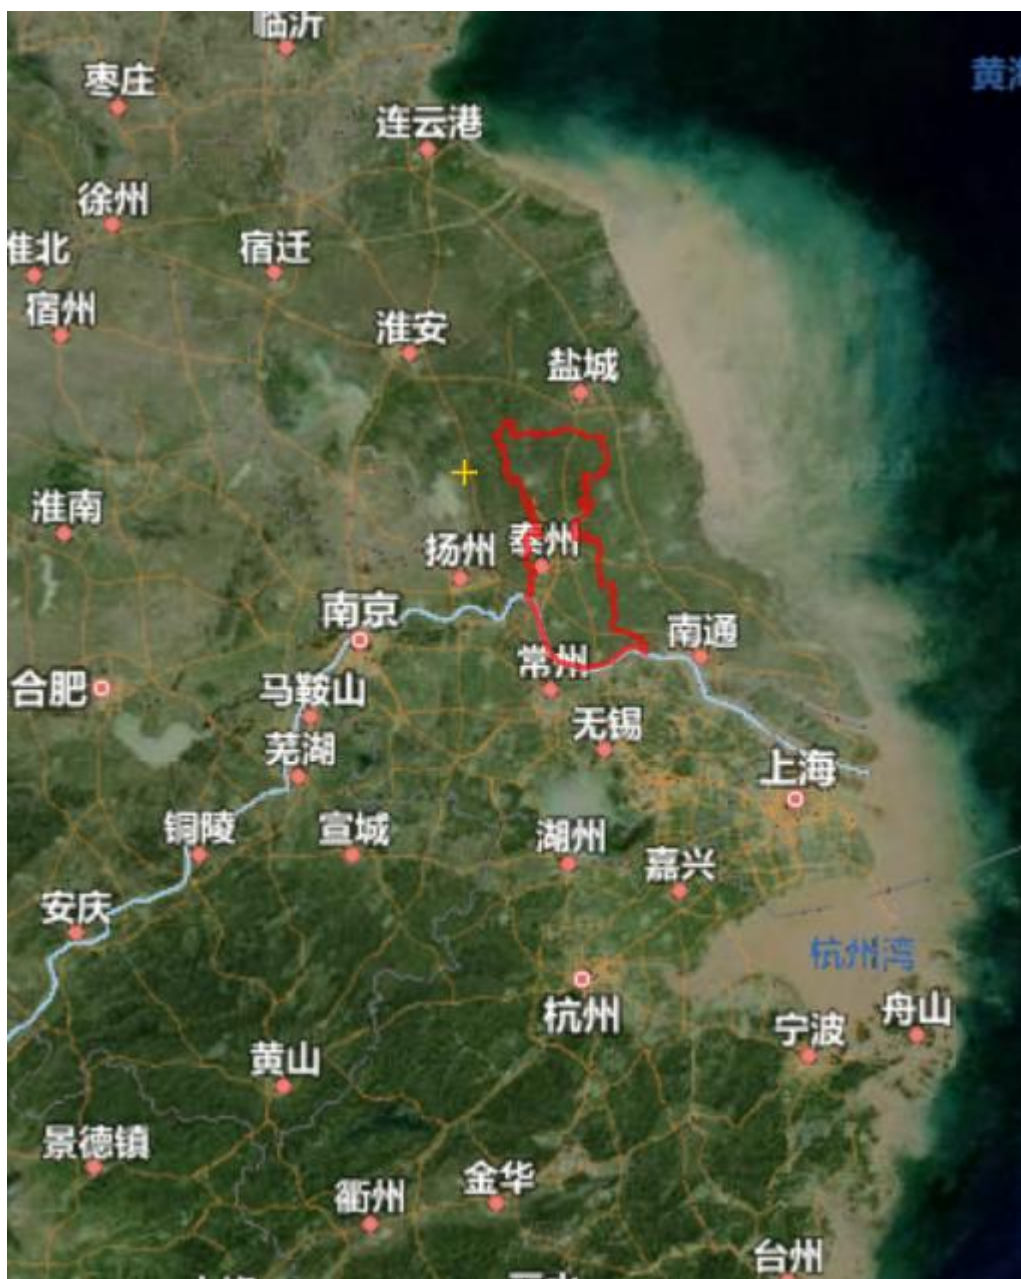 临沂
黄海
枣庄
连云港
徐州
淮北
宿迁
宿州
淮安
盐城
淮南
泰州
扬州
南京
南通
常州
合肥
马鞍山
无锡
芜湖
上海
铜陵
宣城
湖州
嘉兴
安庆
杭州湾
杭州
舟山
宁波
黄山
景德镇
金华
衢州
台州